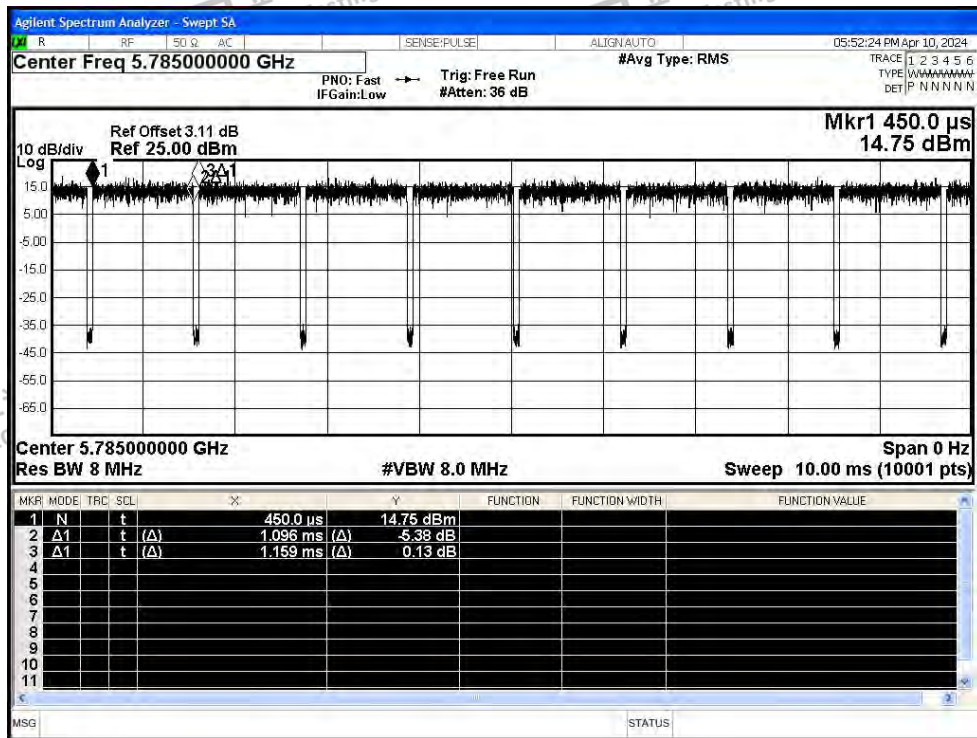 Agilent Spectrum Analyzer - Swept SA
LXI R RF 50 Ω AC SENSE:PULSE ALIGN AUTO 05:52:24 PM Apr 10, 2024
Center Freq 5.785000000 GHz #Avg Type: RMS TRACE 1 2 3 4 5 6
PNO: Fast Trig: Free Run TYPE WWWWWW
IFGain:Low #Atten: 36 dB DET P N N N N N
Mkr1 450.0 µs
Ref Offset 3.11 dB
10 dB/div Ref 25.00 dBm 14.75 dBm
Log
1 3Δ1
2Δ1
15.0
5.00
-5.00
-15.0
-25.0
-35.0
-45.0
-55.0
-65.0
Center 5.785000000 GHz Span 0 Hz
Res BW 8 MHz #VBW 8.0 MHz Sweep 10.00 ms (10001 pts)
MKR MODE TRC SCL X Y FUNCTION FUNCTION WIDTH FUNCTION VALUE
1 N t 450.0 µs 14.75 dBm
2 Δ1 t (Δ) 1.096 ms (Δ) -5.38 dB
3 Δ1 t (Δ) 1.159 ms (Δ) 0.13 dB
4
5
6
7
8
9
10
11
MSG STATUS